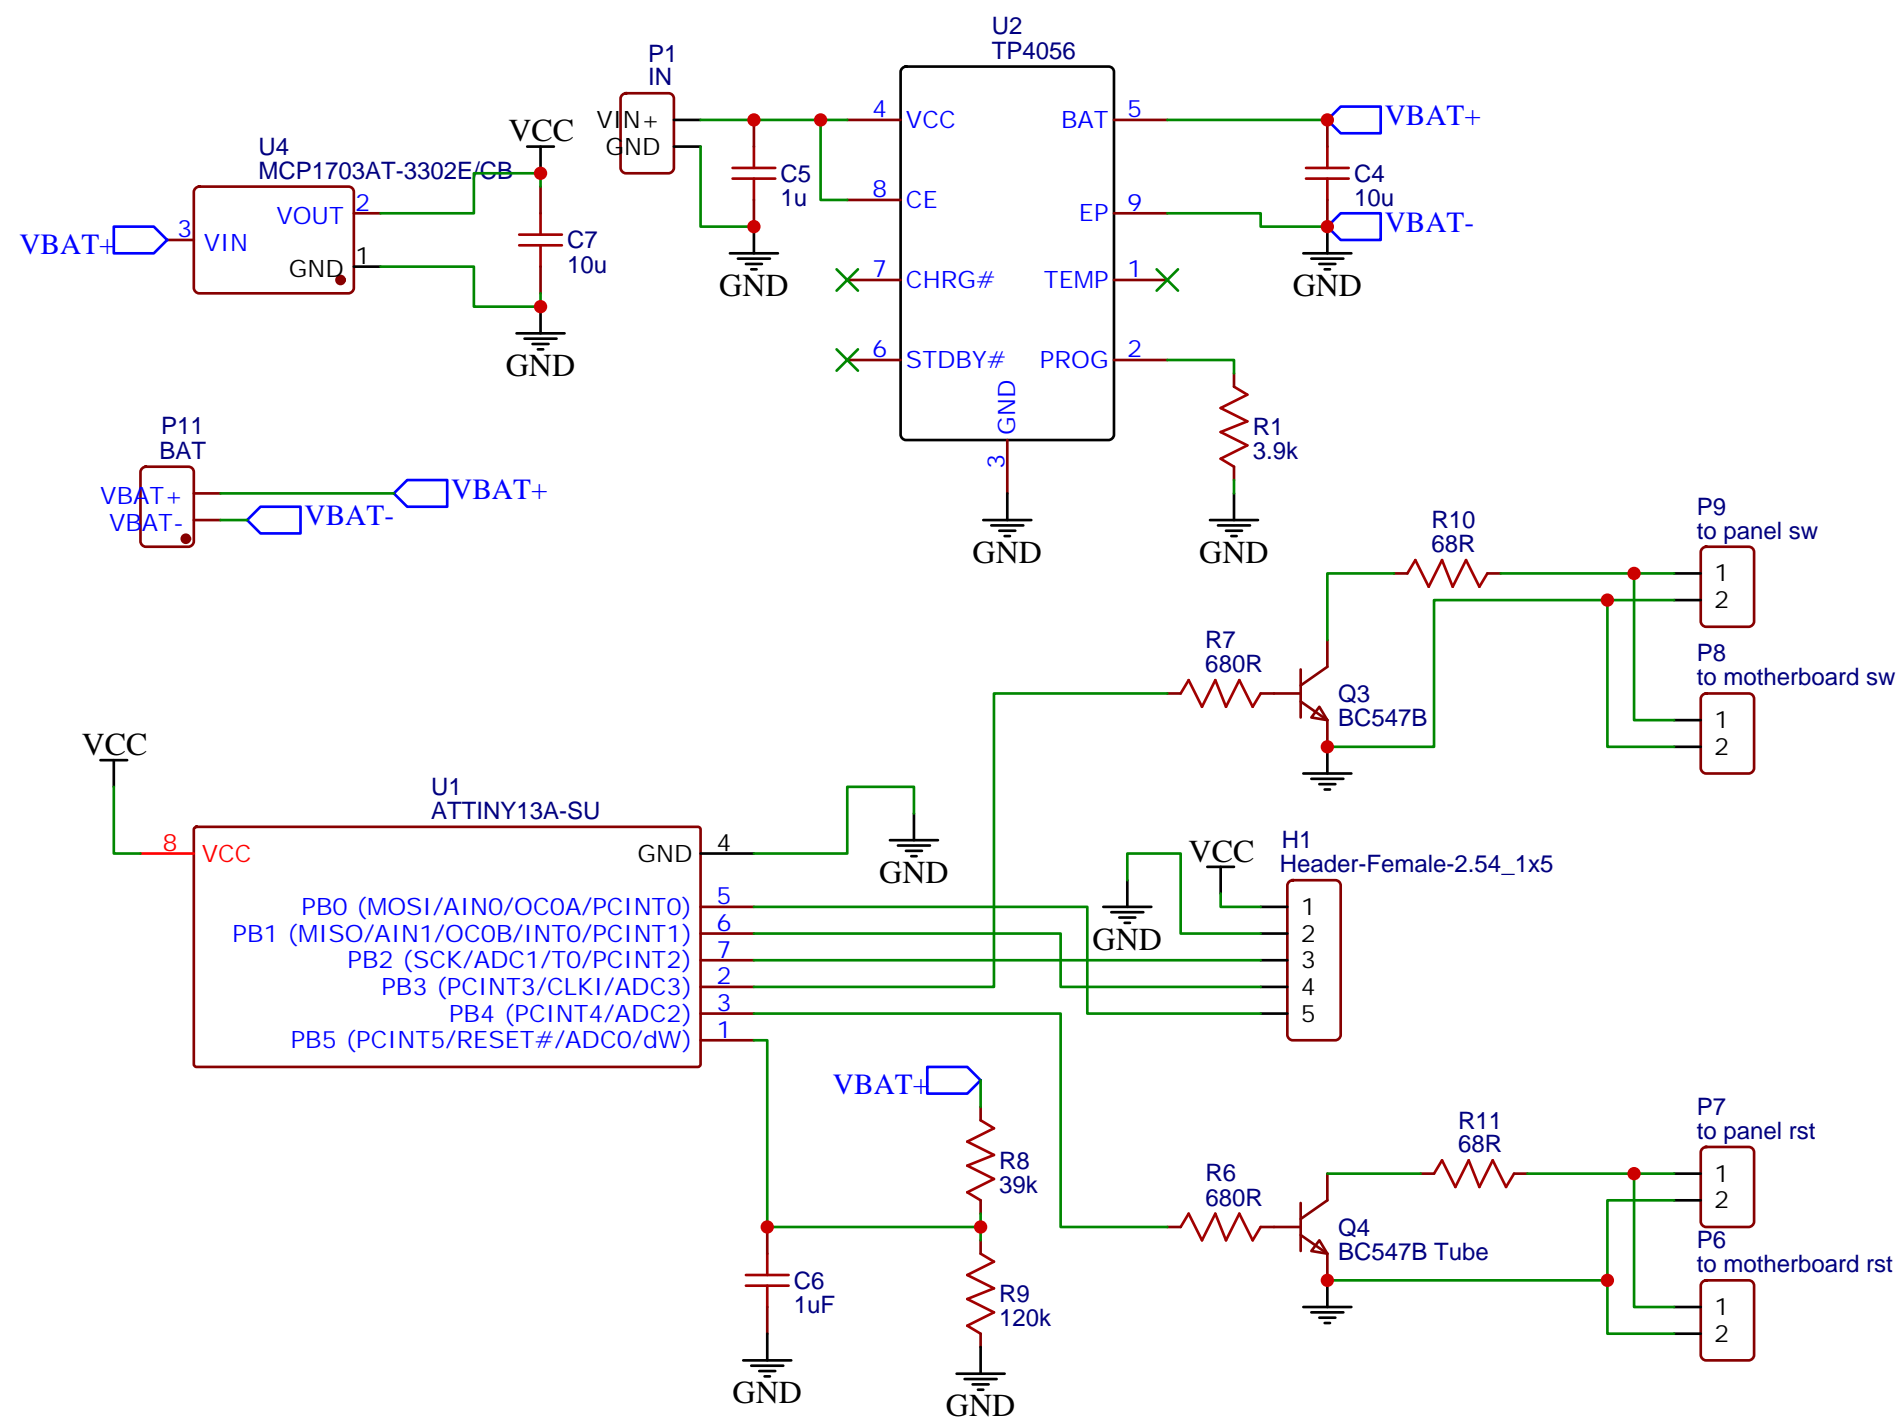 U2
TP4056
P1
IN
VIN+
GND
4
VCC
8
CE
7
CHRG#
6
STDBY#
BAT
5
EP
9
TEMP
1
PROG
2
GND
3
GND
C5
1u
GND
VBAT+
C4
10u
VBAT-
GND
R1
3.9k
GND
U4
MCP1703AT-3302E/CB
VCC
VOUT
2
VBAT+
3
VIN
GND
1
C7
10u
GND
P11
BAT
VBAT+
VBAT-
VBAT+
VBAT-
P9
to panel sw
1
2
R10
68R
R7
680R
Q3
BC547B
P8
to motherboard sw
1
2
VCC
U1
ATTINY13A-SU
8
VCC
GND
4
GND
PB0 (MOSI/AIN0/OC0A/PCINT0)
5
PB1 (MISO/AIN1/OC0B/INT0/PCINT1)
6
PB2 (SCK/ADC1/T0/PCINT2)
7
PB3 (PCINT3/CLKI/ADC3)
2
PB4 (PCINT4/ADC2)
3
PB5 (PCINT5/RESET#/ADC0/dW)
1
H1
Header-Female-2.54_1x5
VCC
GND
1
2
3
4
5
VBAT+
R8
39k
R9
120k
GND
C6
1uF
GND
P7
to panel rst
1
2
R11
68R
R6
680R
Q4
BC547B Tube
P6
to motherboard rst
1
2